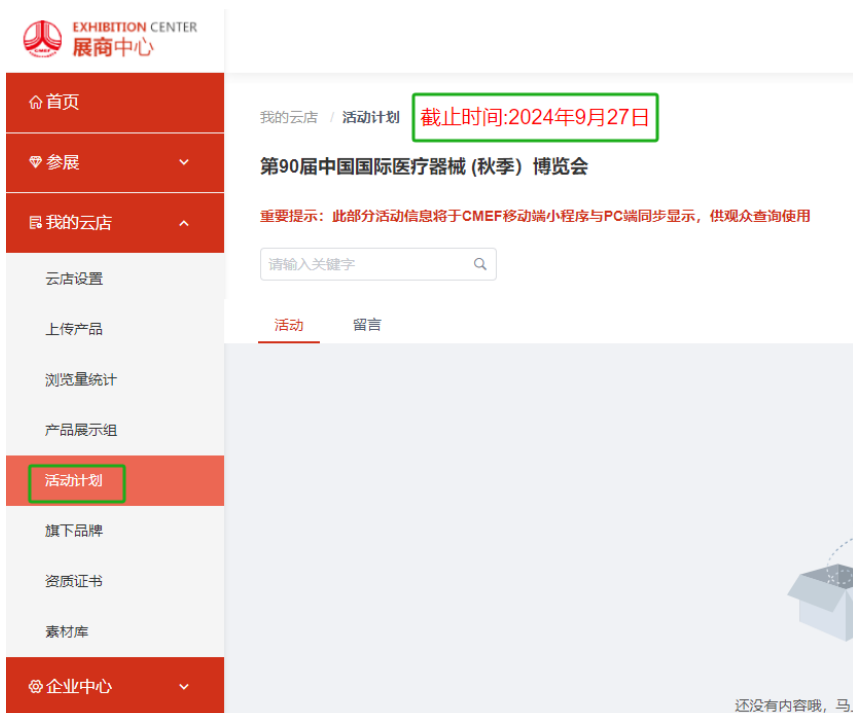 EXHIBITION CENTER
展商中心
CMEF
首页
参展
我的云店
云店设置
上传产品
浏览量统计
产品展示组
活动计划
旗下品牌
资质证书
素材库
企业中心
我的云店 / 活动计划 截止时间:2024年9月27日
第90届中国国际医疗器械 (秋季) 博览会
重要提示：此部分活动信息将于CMEF移动端小程序与PC端同步显示，供观众查询使用
请输入关键字
活动 留言
还没有内容哦，马